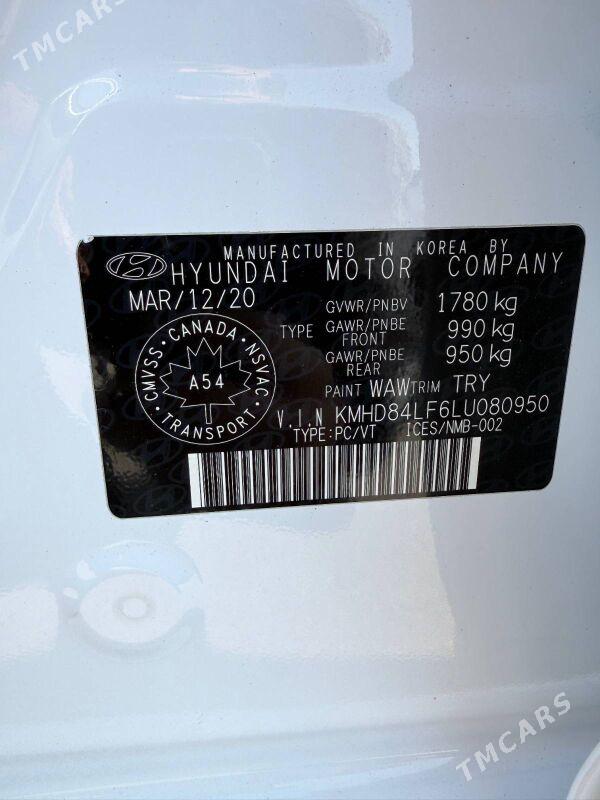 TMCARS
MANUFACTURED IN KOREA BY
HYUNDAI MOTOR COMPANY
MAR/12/20
GVWR/PNBV 1780 kg
TYPE GAWR/PNBE FRONT 990 kg
GAWR/PNBE REAR 950 kg
PAINT WAW TRIM TRY
CMVSS · CANADA · NSVAC
A54
· TRANSPORT ·
V.I.N KMHD84LF6LU080950
TYPE:PC/VT ICES/NMB-002
TMCARS